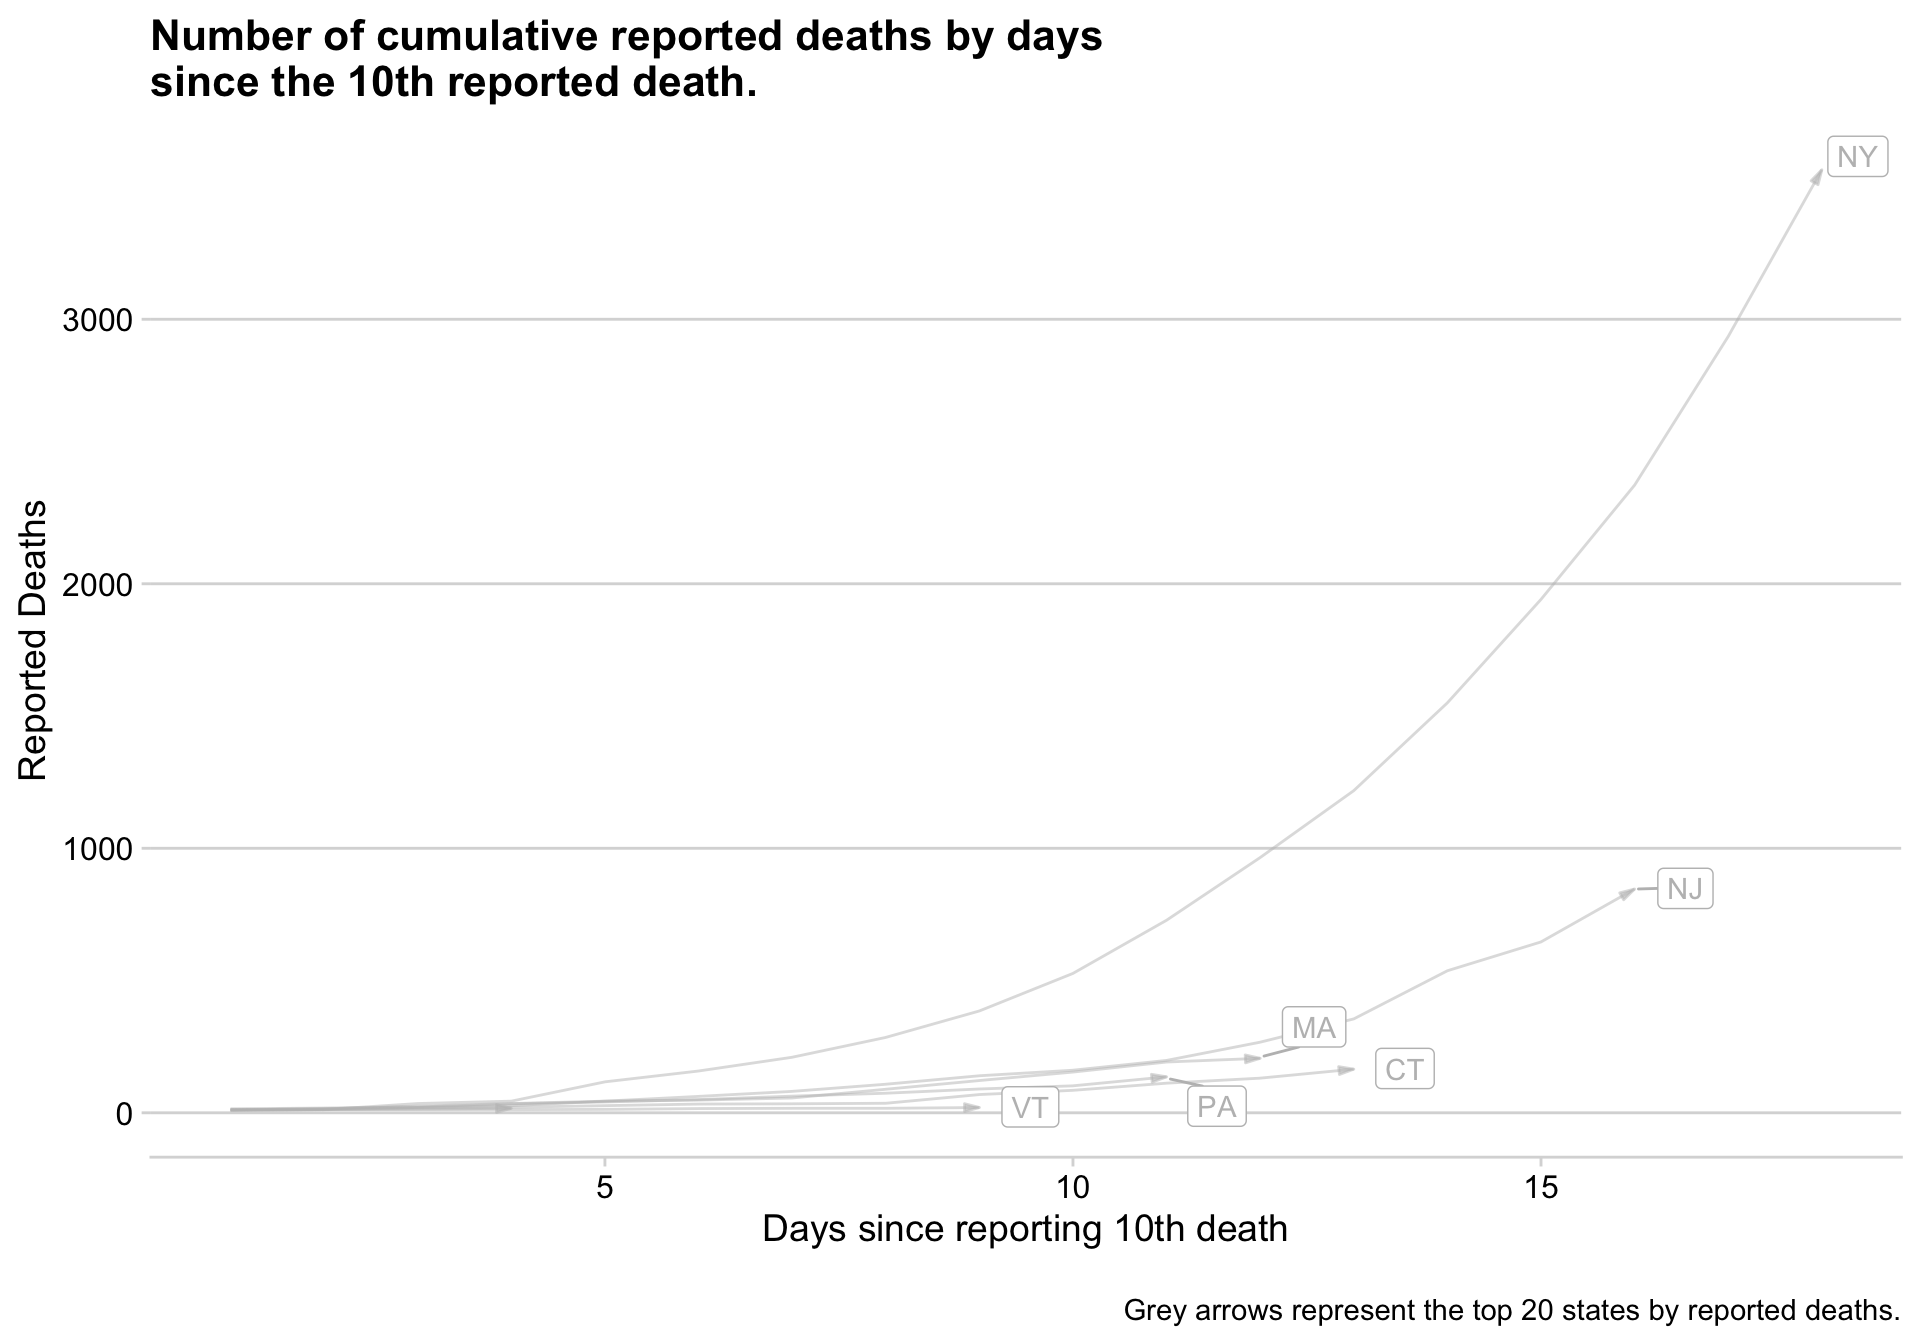 Number of cumulative reported deaths by days
since the 10th reported death.
NY
3000
2000
Reported Deaths
1000
NJ
MA
CT
VT
PA
0
5 10 15
Days since reporting 10th death
Grey arrows represent the top 20 states by reported deaths.